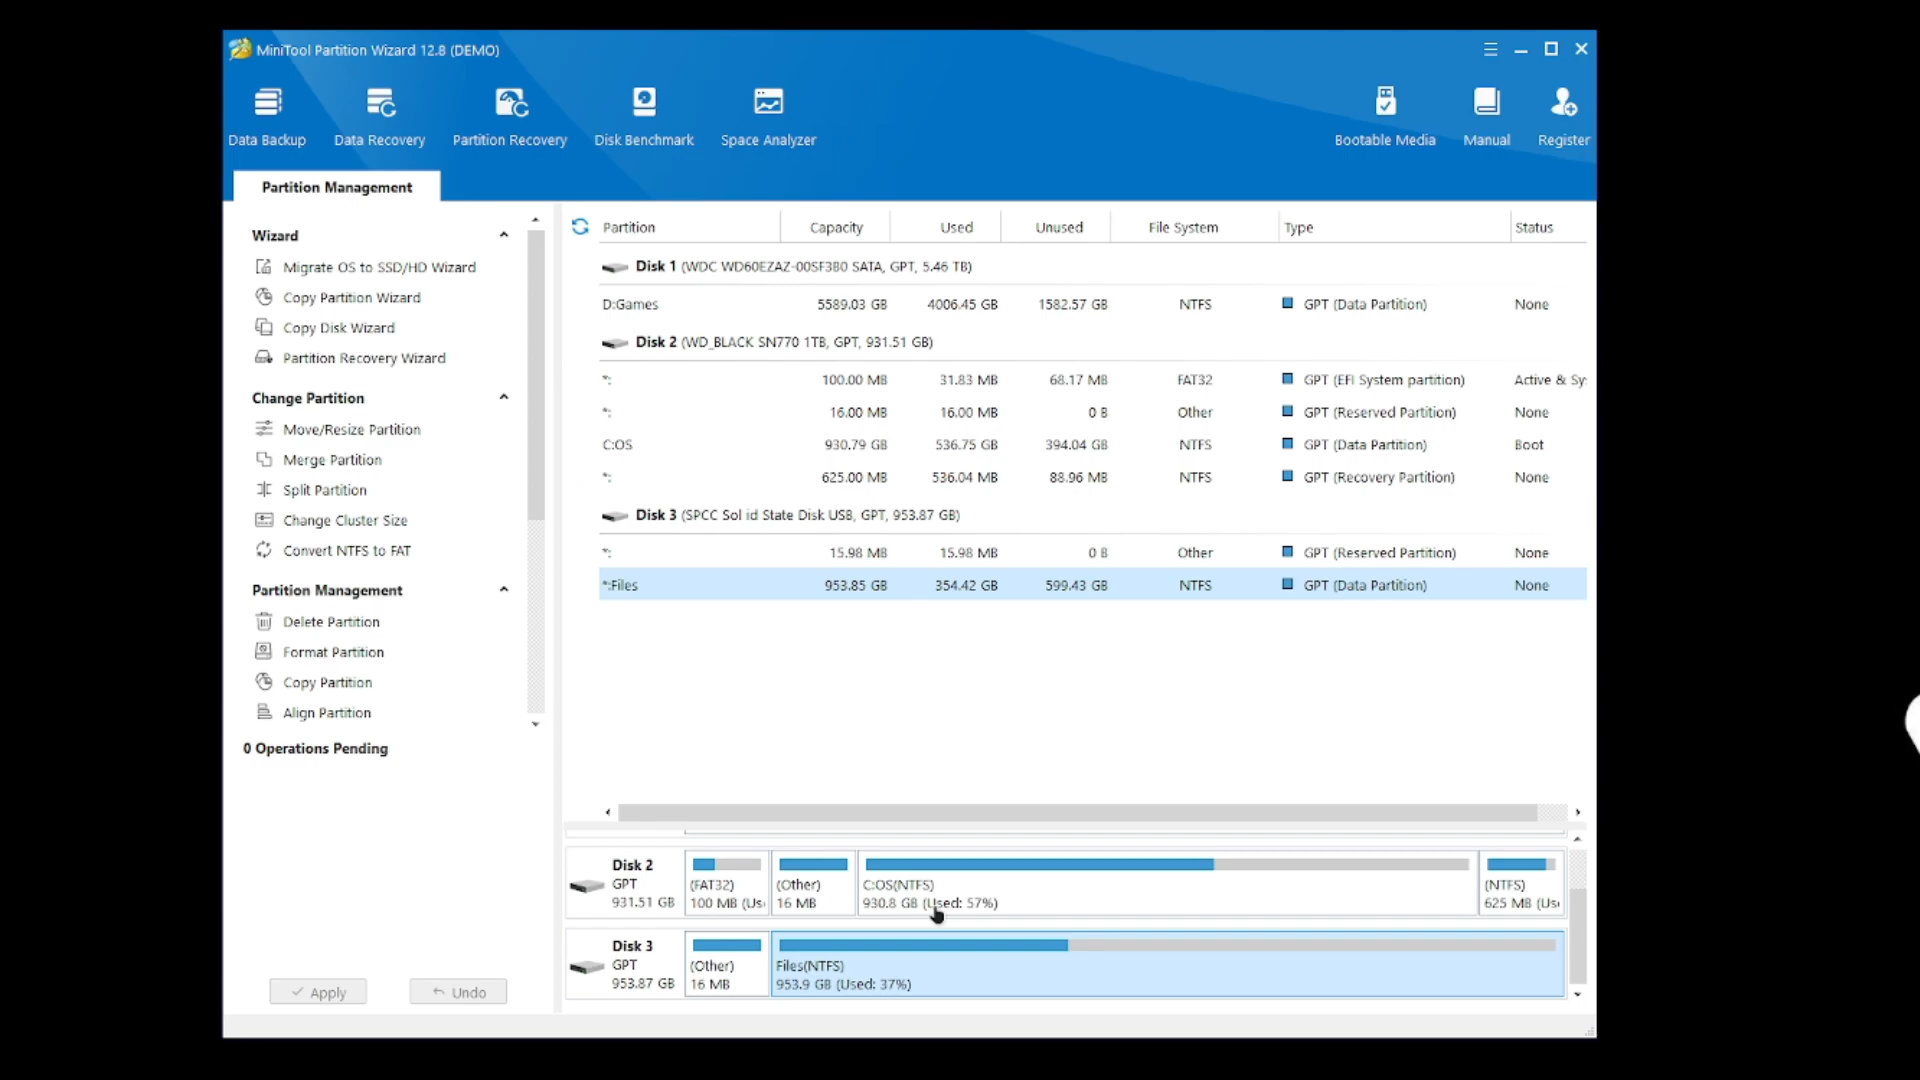 MiniTool Partition Wizard 12.8 (DEMO)
Data Backup
Data Recovery
Partition Recovery
Disk Benchmark
Space Analyzer
Bootable Media
Manual
Register
Partition Management
Wizard
Migrate OS to SSD/HD Wizard
Copy Partition Wizard
Copy Disk Wizard
Partition Recovery Wizard
Change Partition
Move/Resize Partition
Merge Partition
Split Partition
Change Cluster Size
Convert NTFS to FAT
Partition Management
Delete Partition
Format Partition
Copy Partition
Align Partition
0 Operations Pending
Apply Undo
Partition Capacity Used Unused File System Type Status
Disk 1 (WDC WD60EZAZ-00SF3B0 SATA, GPT, 5.46 TB)
D:Games 5589.03 GB 4006.45 GB 1582.57 GB NTFS GPT (Data Partition) None
Disk 2 (WD_BLACK SN770 1TB, GPT, 931.51 GB)
*: 100.00 MB 31.83 MB 68.17 MB FAT32 GPT (EFI System partition) Active & Sy
*: 16.00 MB 16.00 MB 0 B Other GPT (Reserved Partition) None
C:OS 930.79 GB 536.75 GB 394.04 GB NTFS GPT (Data Partition) Boot
*: 625.00 MB 536.04 MB 88.96 MB NTFS GPT (Recovery Partition) None
Disk 3 (SPCC Sol id State Disk USB, GPT, 953.87 GB)
*: 15.98 MB 15.98 MB 0 B Other GPT (Reserved Partition) None
*:Files 953.85 GB 354.42 GB 599.43 GB NTFS GPT (Data Partition) None
Disk 2
GPT
931.51 GB
(FAT32)
100 MB (Us
(Other)
16 MB
C:OS(NTFS)
930.8 GB (Used: 57%)
(NTFS)
625 MB (Us
Disk 3
GPT
953.87 GB
(Other)
16 MB
Files(NTFS)
953.9 GB (Used: 37%)